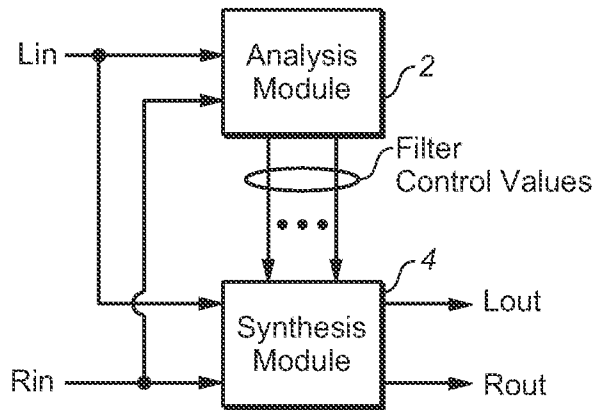 Lin
Analysis
Module
2
Filter
Control Values
4
Synthesis
Module
Lout
Rin
Rout